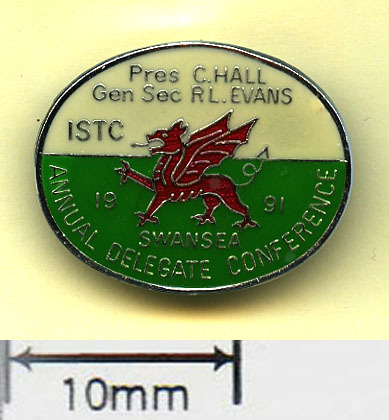 Pres C.HALL
Gen Sec R.L.EVANS
ISTC
19 91
SWANSEA
ANNUAL DELEGATE CONFERENCE
10mm